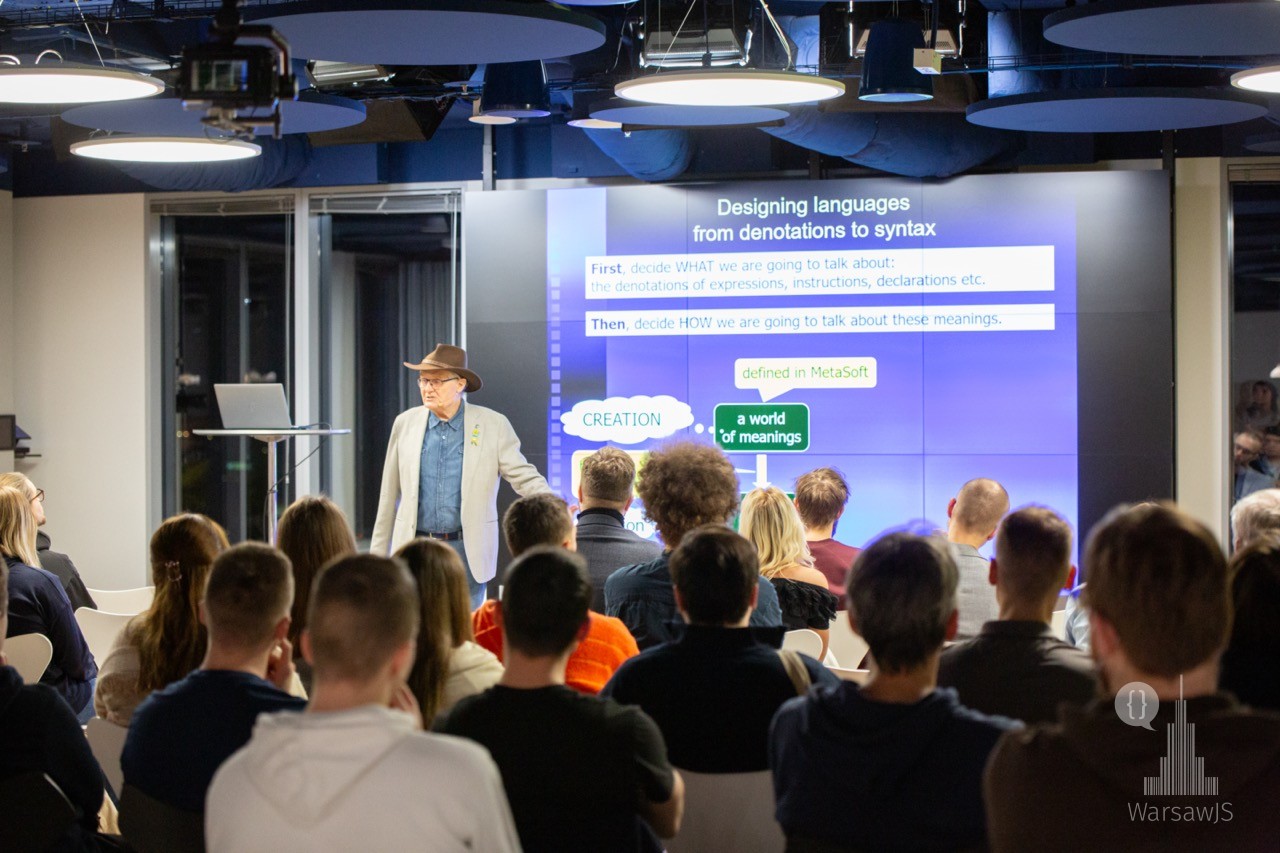 Designing languages
from denotations to syntax
First, decide WHAT we are going to talk about:
the denotations of expressions, instructions, declarations etc.
Then, decide HOW we are going to talk about these meanings.
defined in MetaSoft
CREATION
a world
of meanings
{}
WarsawJS